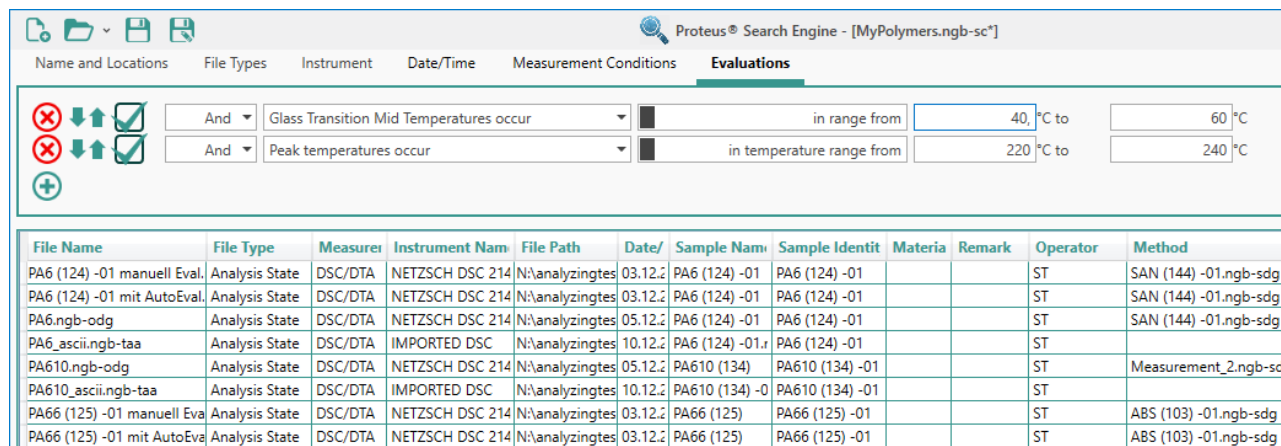 Proteus® Search Engine - [MyPolymers.ngb-sc*]
Name and Locations File Types Instrument Date/Time Measurement Conditions Evaluations
And Glass Transition Mid Temperatures occur in range from 40, °C to 60 °C
And Peak temperatures occur in temperature range from 220 °C to 240 °C
File Name File Type Measurer Instrument Nam File Path Date/ Sample Nam Sample Identit Materia Remark Operator Method
PA6 (124) -01 manuell Eval. Analysis State DSC/DTA NETZSCH DSC 214 N:\analyzingtes 03.12.2 PA6 (124) -01 PA6 (124) -01 ST SAN (144) -01.ngb-sdg
PA6 (124) -01 mit AutoEval. Analysis State DSC/DTA NETZSCH DSC 214 N:\analyzingtes 03.12.2 PA6 (124) -01 PA6 (124) -01 ST SAN (144) -01.ngb-sdg
PA6.ngb-odg Analysis State DSC/DTA NETZSCH DSC 214 N:\analyzingtes 05.12.2 PA6 (124) -01 PA6 (124) -01 ST SAN (144) -01.ngb-sdg
PA6_ascii.ngb-taa Analysis State DSC/DTA IMPORTED DSC N:\analyzingtes 10.12.2 PA6 (124) -01.r PA6 (124) -01 ST
PA610.ngb-odg Analysis State DSC/DTA NETZSCH DSC 214 N:\analyzingtes 05.12.2 PA610 (134) PA610 (134) -01 ST Measurement_2.ngb-sd
PA610_ascii.ngb-taa Analysis State DSC/DTA IMPORTED DSC N:\analyzingtes 10.12.2 PA610 (134) -0 PA610 (134) -01 ST
PA66 (125) -01 manuell Eva Analysis State DSC/DTA NETZSCH DSC 214 N:\analyzingtes 03.12.2 PA66 (125) PA66 (125) -01 ST ABS (103) -01.ngb-sdg
PA66 (125) -01 mit AutoEva Analysis State DSC/DTA NETZSCH DSC 214 N:\analyzingtes 03.12.2 PA66 (125) PA66 (125) -01 ST ABS (103) -01.ngb-sdg